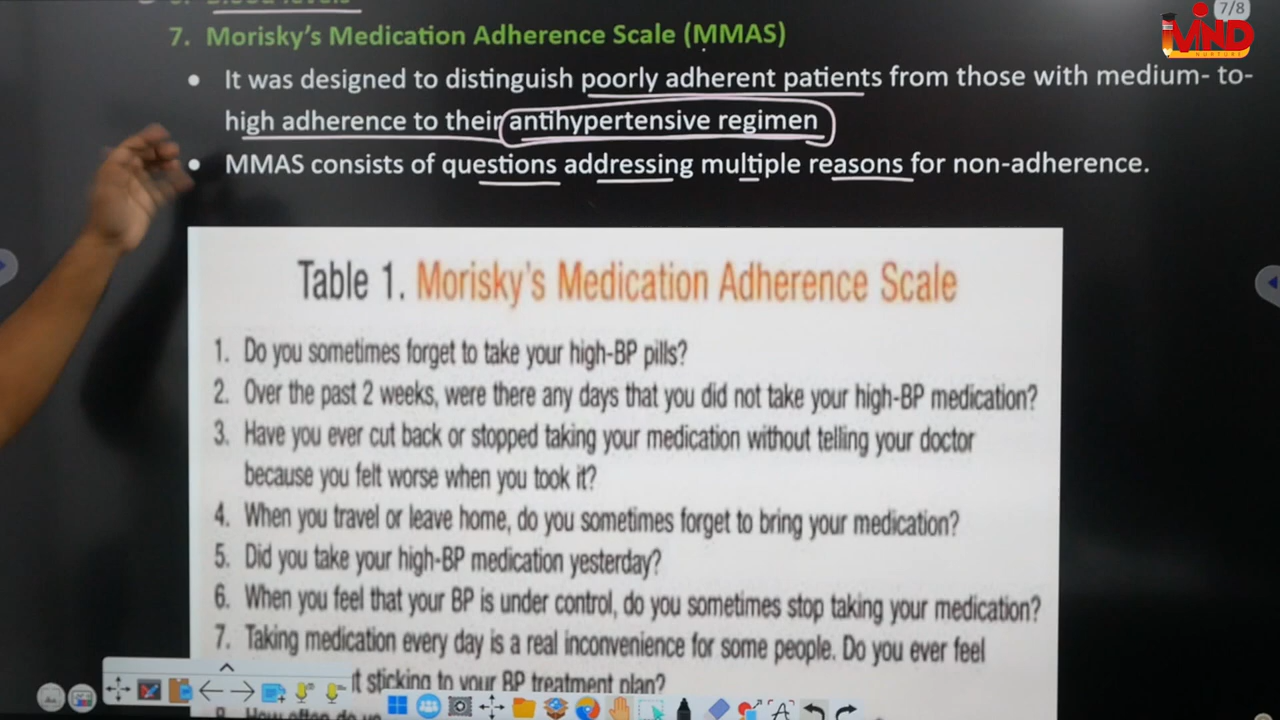 7/8
MIND
NURTURE
7. Morisky's Medication Adherence Scale (MMAS)
• It was designed to distinguish poorly adherent patients from those with medium- to-
high adherence to their antihypertensive regimen
• MMAS consists of questions addressing multiple reasons for non-adherence.
Table 1. Morisky's Medication Adherence Scale
1. Do you sometimes forget to take your high-BP pills?
2. Over the past 2 weeks, were there any days that you did not take your high-BP medication?
3. Have you ever cut back or stopped taking your medication without telling your doctor
because you felt worse when you took it?
4. When you travel or leave home, do you sometimes forget to bring your medication?
5. Did you take your high-BP medication yesterday?
6. When you feel that your BP is under control, do you sometimes stop taking your medication?
7. Taking medication every day is a real inconvenience for some people. Do you ever feel
sticking to your BP treatment plan?